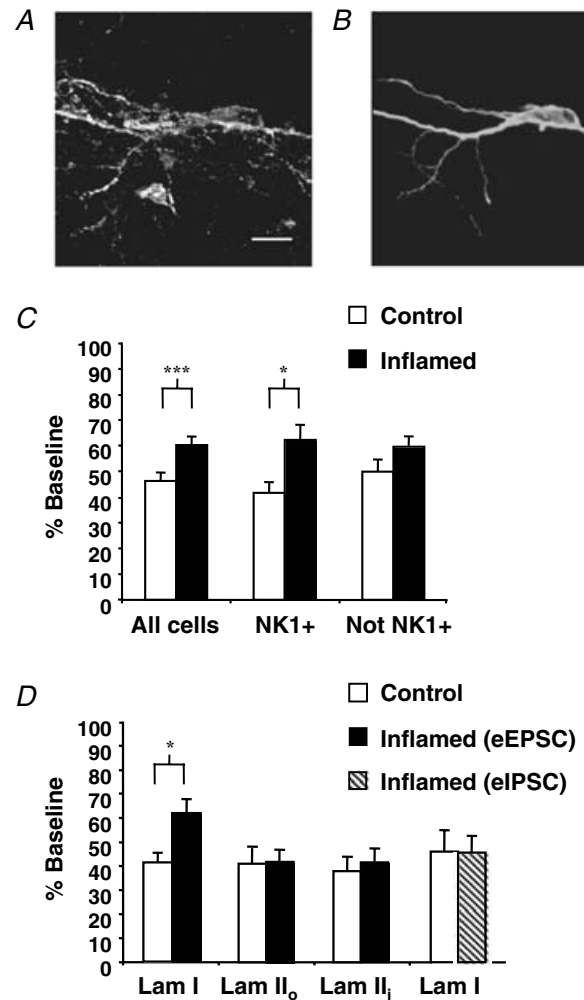 A
B
C
Control
Inflamed
100
90
80
70
60
50
40
30
20
10
0
% Baseline
***
*
All cells
NK1+
Not NK1+
D
Control
Inflamed (eEPSC)
Inflamed (eIPSC)
100
90
80
70
60
50
40
30
20
10
0
% Baseline
*
Lam I
Lam IIo
Lam IIi
Lam I